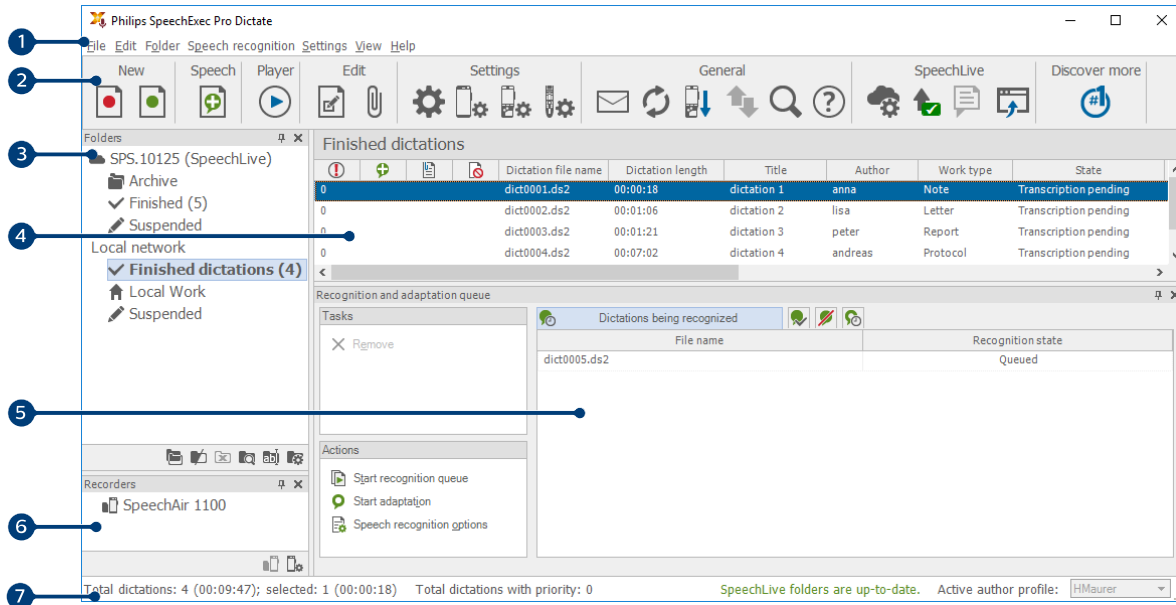 Philips SpeechExec Pro Dictate
1 File Edit Folder Speech recognition Settings View Help
2 New Speech Player Edit Settings General SpeechLive Discover more
#1
Folders
3 SPS.10125 (SpeechLive)
Archive
Finished (5)
Suspended
Local network
Finished dictations (4)
Local Work
Suspended
Finished dictations
Dictation file name Dictation length Title Author Work type State
0 dict0001.ds2 00:00:18 dictation 1 anna Note Transcription pending
0 dict0002.ds2 00:01:06 dictation 2 lisa Letter Transcription pending
4 0 dict0003.ds2 00:01:21 dictation 3 peter Report Transcription pending
0 dict0004.ds2 00:07:02 dictation 4 andreas Protocol Transcription pending
Recognition and adaptation queue
Tasks
Remove
Dictations being recognized
File name Recognition state
dict0005.ds2 Queued
5
Actions
Start recognition queue
Start adaptation
Speech recognition options
Recorders
SpeechAir 1100
6
7 Total dictations: 4 (00:09:47); selected: 1 (00:00:18) Total dictations with priority: 0 SpeechLive folders are up-to-date. Active author profile: HMaurer